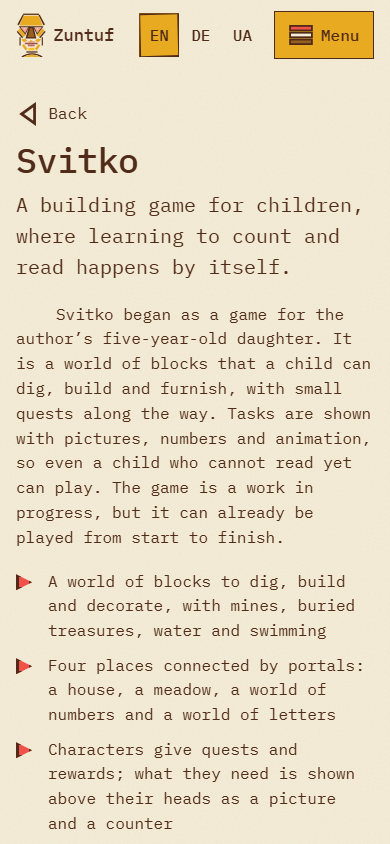 Zuntuf EN DE UA Menu
Back
Svitko
A building game for children,
where learning to count and
read happens by itself.
Svitko began as a game for the
author’s five-year-old daughter. It
is a world of blocks that a child can
dig, build and furnish, with small
quests along the way. Tasks are shown
with pictures, numbers and animation,
so even a child who cannot read yet
can play. The game is a work in
progress, but it can already be
played from start to finish.
A world of blocks to dig, build
and decorate, with mines, buried
treasures, water and swimming
Four places connected by portals:
a house, a meadow, a world of
numbers and a world of letters
Characters give quests and
rewards; what they need is shown
above their heads as a picture
and a counter